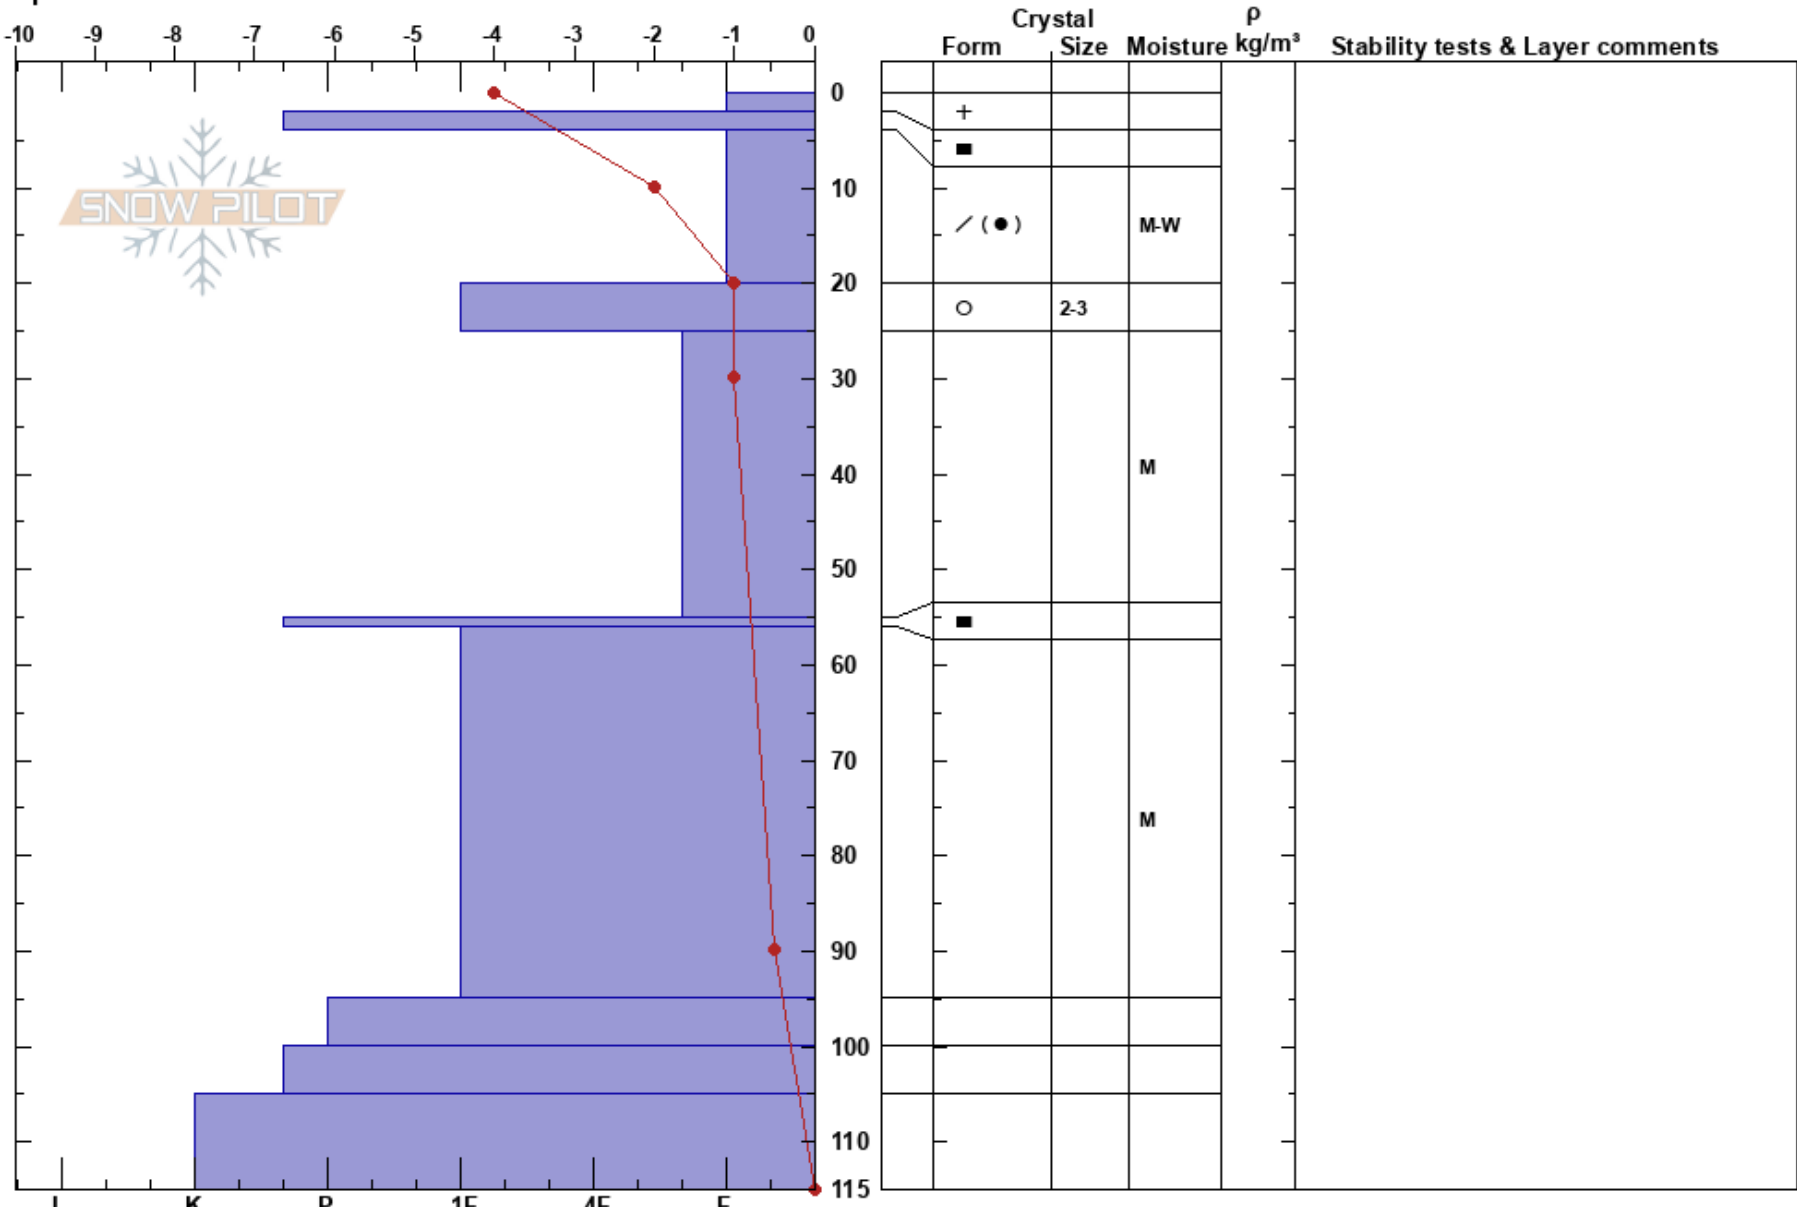 Crystal ρ
-10 -9 -8 -7 -6 -5 -4 -3 -2 -1 0 Form Size Moisture kg/m³ Stability tests & Layer comments
0
+
SNOW PILOT
10
/ (●) M-W
20
2-3
30
40 M
50
60
70
80 M
90
100
110
115
I K P 1F 4F F